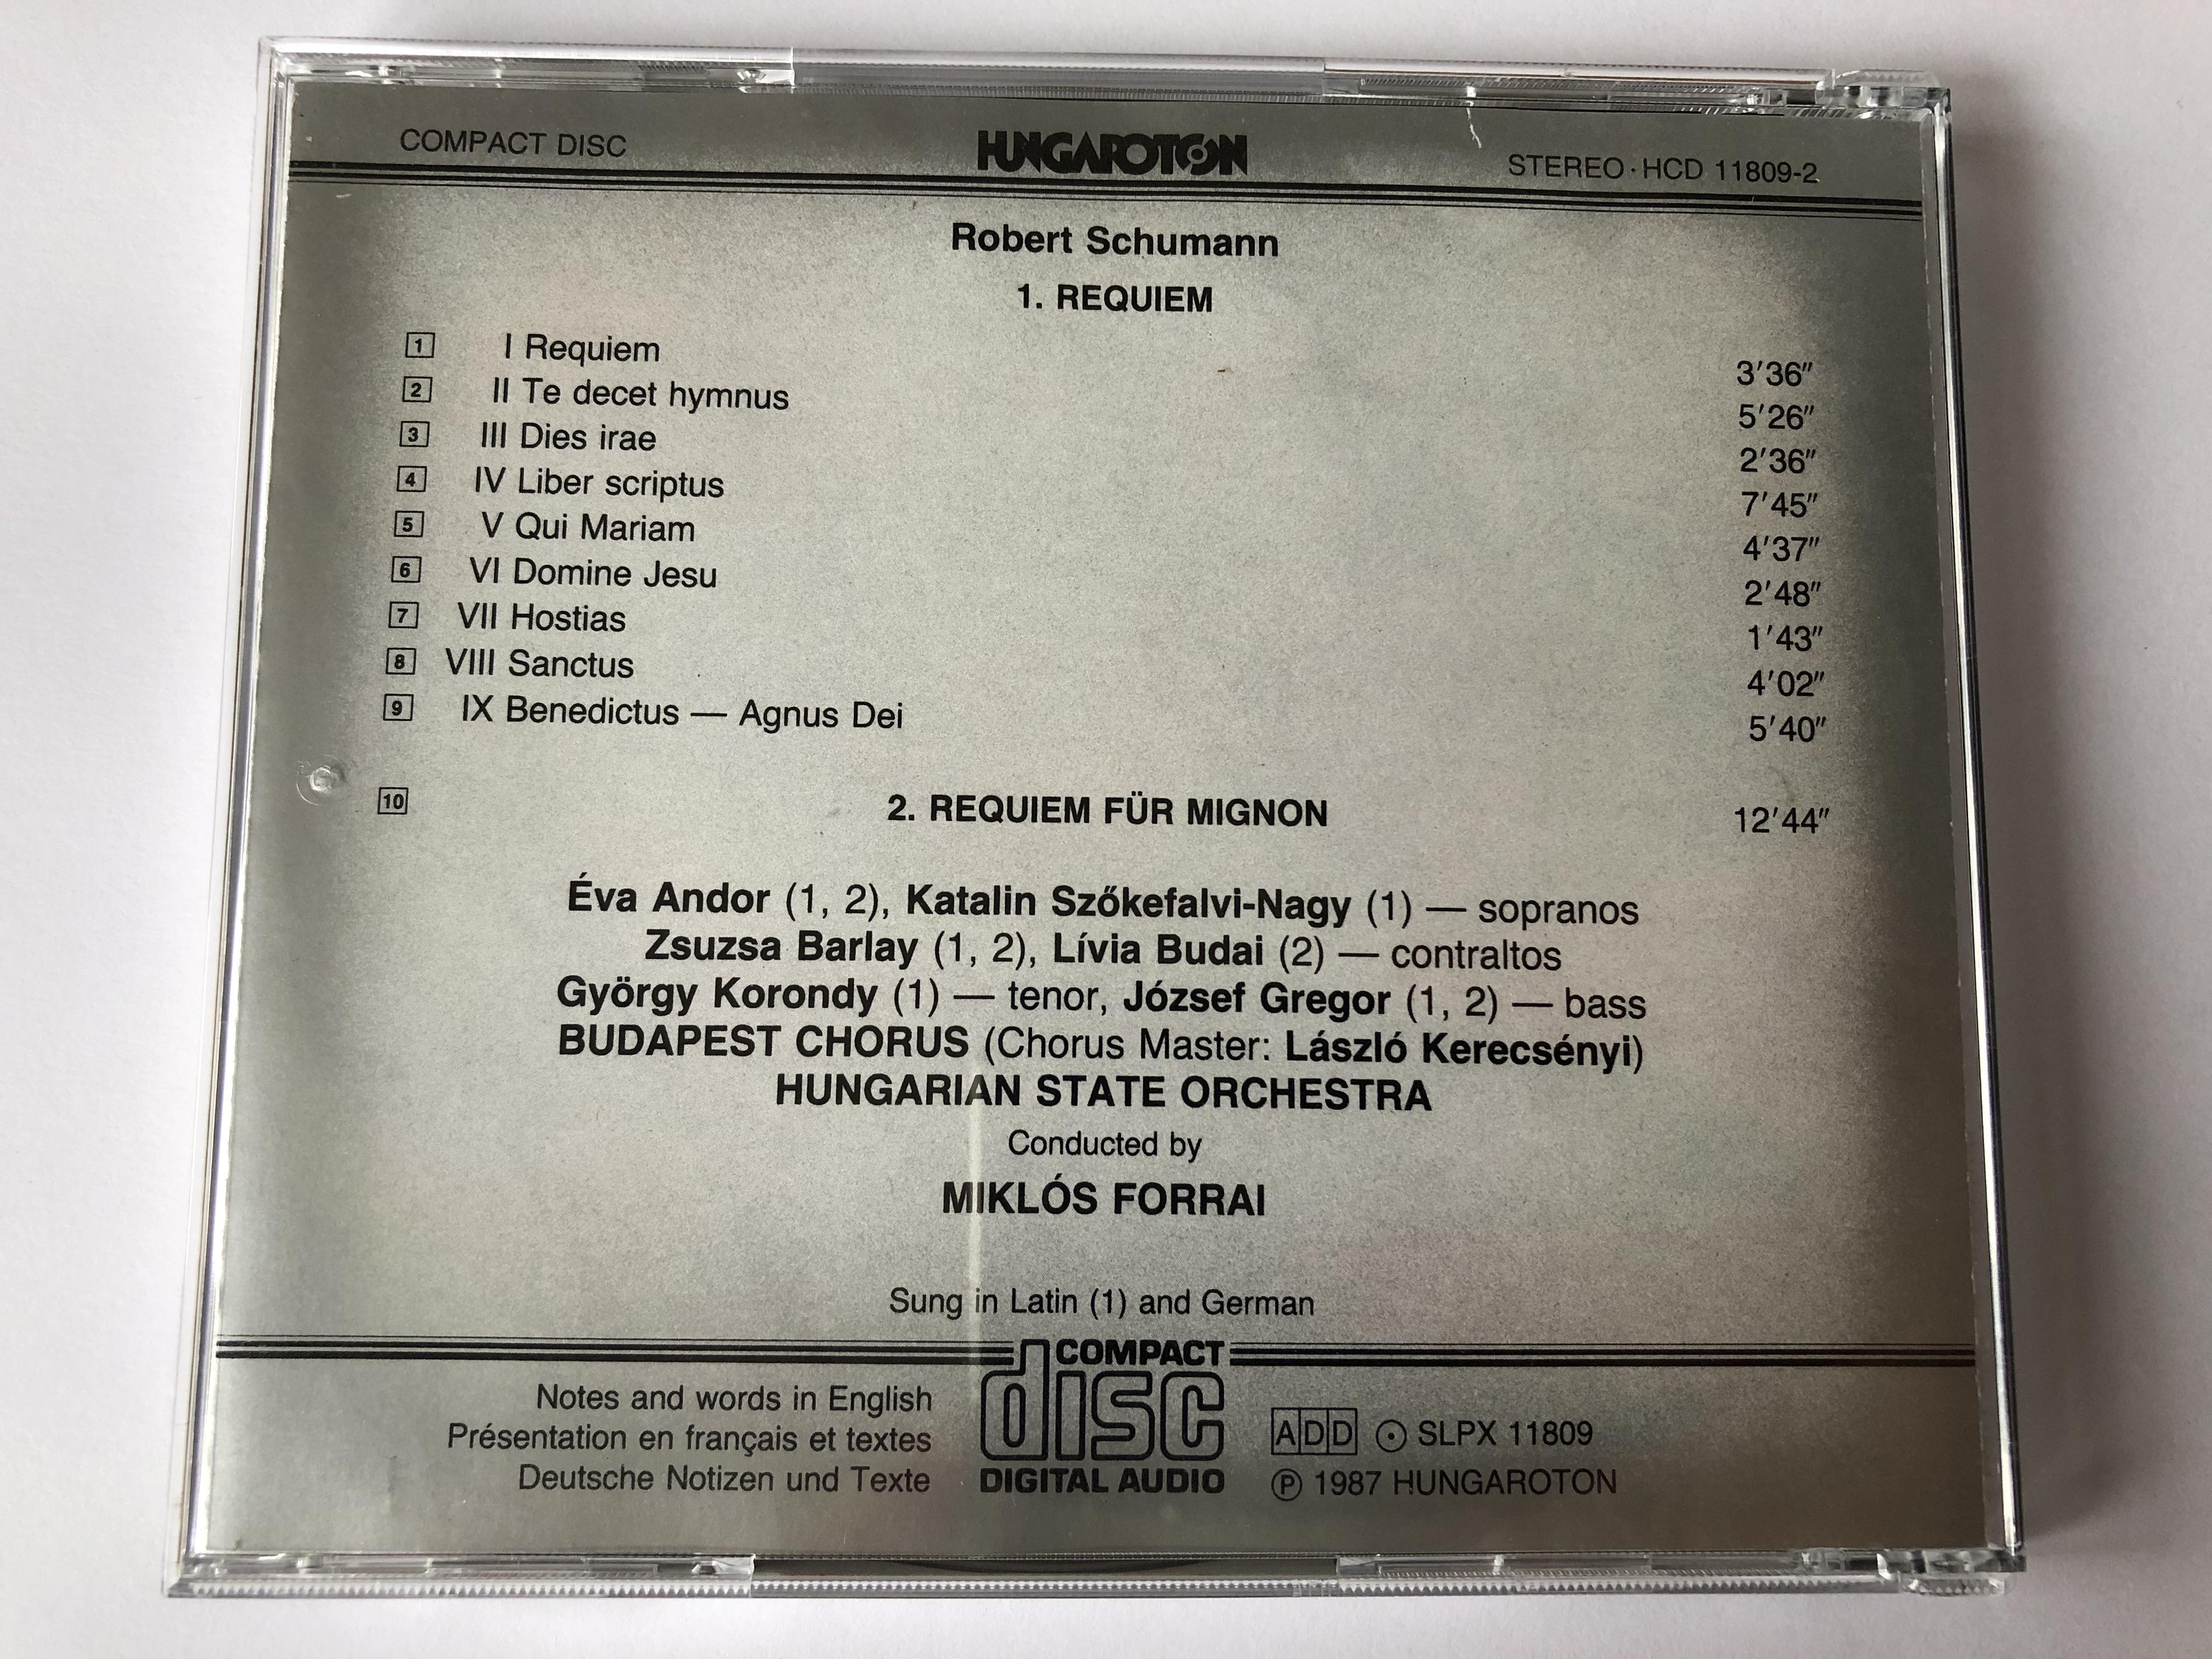 COMPACT DISC HUNGAROTON STEREO · HCD 11809-2
Robert Schumann
1. REQUIEM
1 I Requiem 3’36”
2 II Te decet hymnus 5’26”
3 III Dies irae 2’36”
4 IV Liber scriptus 7’45”
5 V Qui Mariam 4’37”
6 VI Domine Jesu 2’48”
7 VII Hostias 1’43”
8 VIII Sanctus 4’02”
9 IX Benedictus — Agnus Dei 5’40”
10 2. REQUIEM FÜR MIGNON 12’44”
Éva Andor (1, 2), Katalin Szőkefalvi-Nagy (1) — sopranos
Zsuzsa Barlay (1, 2), Lívia Budai (2) — contraltos
György Korondy (1) — tenor, József Gregor (1, 2) — bass
BUDAPEST CHORUS (Chorus Master: László Kerecsényi)
HUNGARIAN STATE ORCHESTRA
Conducted by
MIKLÓS FORRAI
Sung in Latin (1) and German
Notes and words in English
Présentation en français et textes
Deutsche Notizen und Texte
COMPACT
disc
DIGITAL AUDIO
ADD ⊙ SLPX 11809
℗ 1987 HUNGAROTON